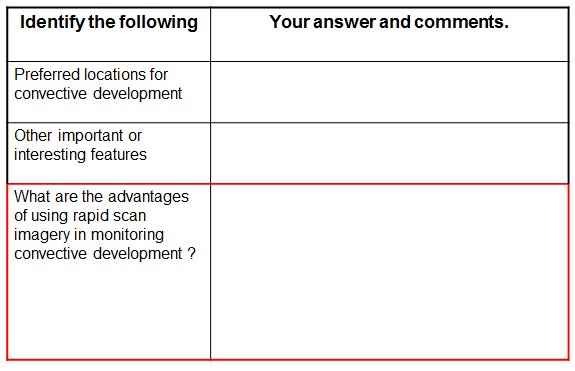 Identify the following
Your answer and comments.
Preferred locations for
convective development
Other important or
interesting features
What are the advantages
of using rapid scan
imagery in monitoring
convective development ?